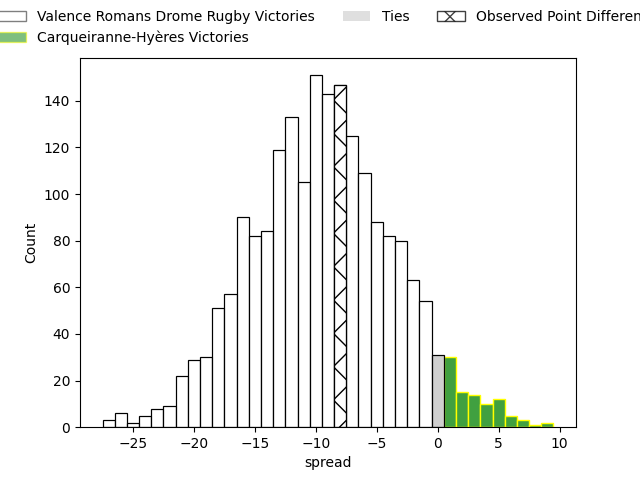 Valence Romans Drome Rugby Victories
Ties
Observed Point
Carqueiranne-Hyères Victories
Count
140
120
100
80
60
40
20
0
−25
−20
−15
−10
−5
0
5
10
spread